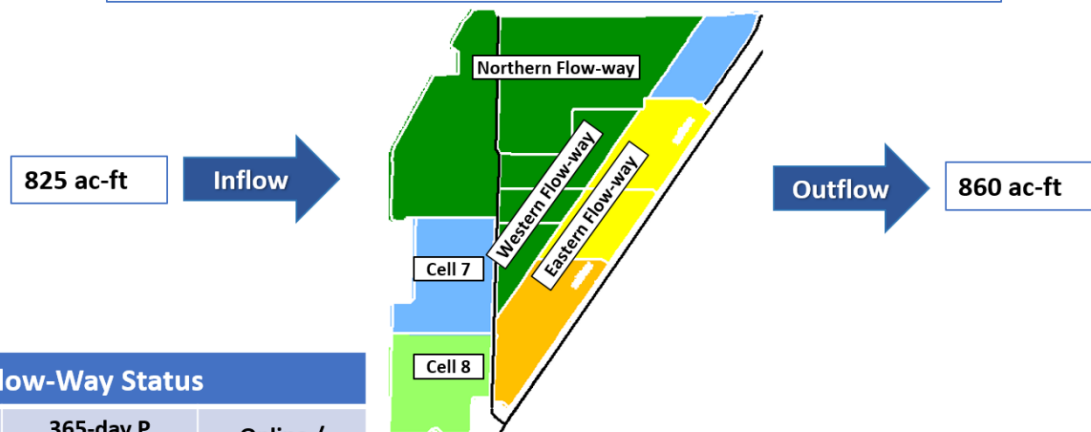 Northern Flow-way
825 ac-ft
Inflow
Western Flow-way
Eastern Flow-way
Outflow
860 ac-ft
Cell 7
Cell 8
low-Way Status
365-day P